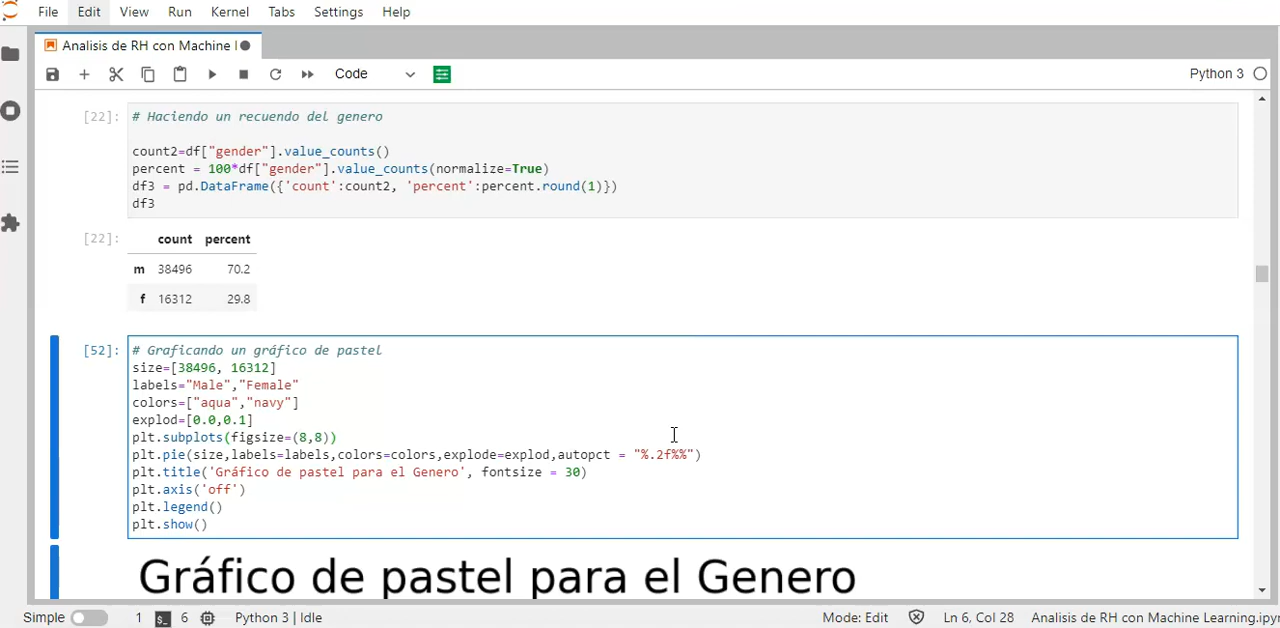 File Edit View Run Kernel Tabs Settings Help
Analisis de RH con Machine
Code
Python 3
[22]:
# Haciendo un recuendo del genero
count2=df["gender"].value_counts()
percent = 100*df["gender"].value_counts(normalize=True)
df3 = pd.DataFrame({'count':count2, 'percent':percent.round(1)})
df3
[22]:
count percent
m 38496 70.2
f 16312 29.8
[52]:
# Graficando un gráfico de pastel
size=[38496, 16312]
labels="Male","Female"
colors=["aqua","navy"]
explod=[0.0,0.1]
plt.subplots(figsize=(8,8))
plt.pie(size,labels=labels,colors=colors,explode=explod,autopct = "%.2f%%")
plt.title('Gráfico de pastel para el Genero', fontsize = 30)
plt.axis('off')
plt.legend()
plt.show()
Gráfico de pastel para el Genero
Simple 1 $_ 6 Python 3 | Idle Mode: Edit Ln 6, Col 28 Analisis de RH con Machine Learning.ipy